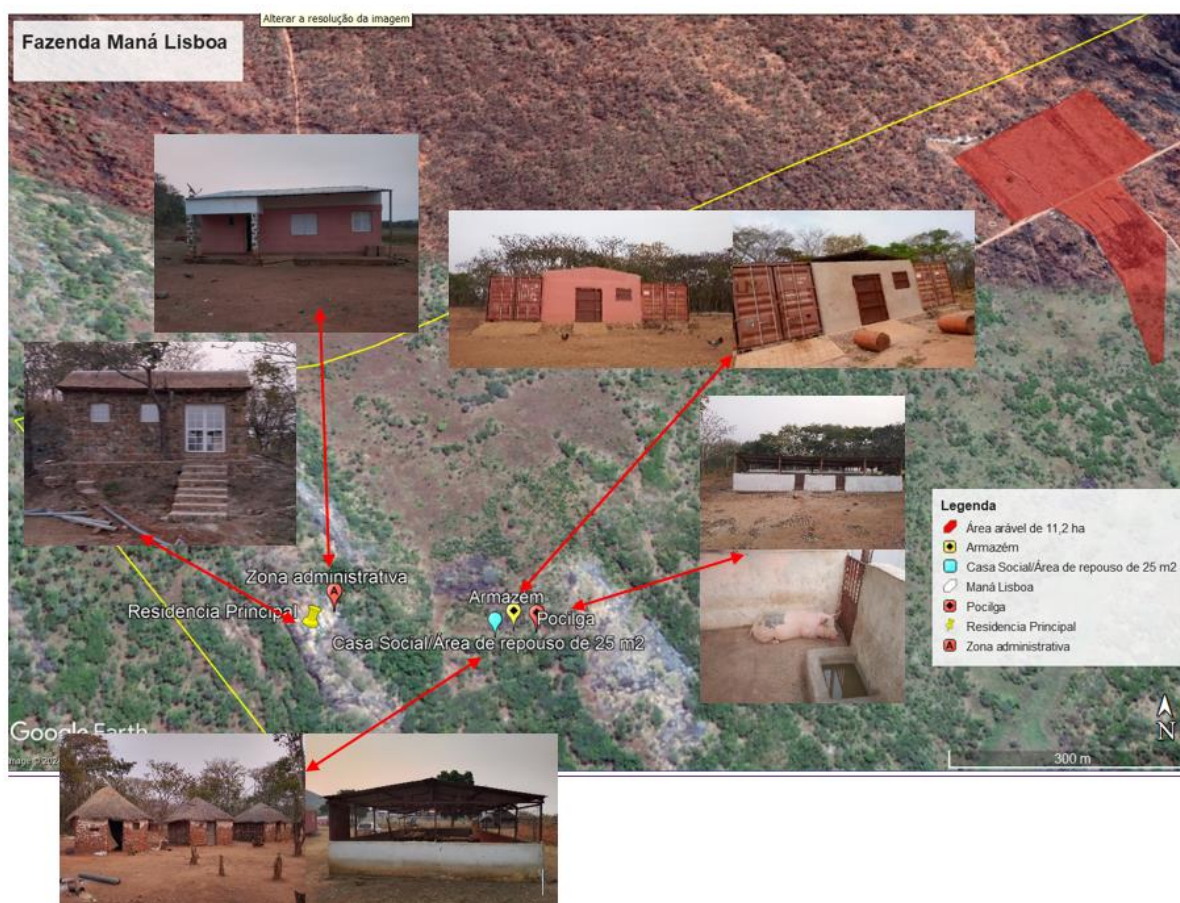 Alterar a resolução da imagem
Fazenda Maná Lisboa
Zona administrativa
Residencia Principal
Armazem
Pocilga
Casa Social/Área de repouso de 25 m2
Legenda
Área arável de 11,2 ha
Armazém
Casa Social/Área de repouso de 25 m2
Maná Lisboa
Pocilga
Residencia Principal
A Zona administrativa
A
Google Earth
N
300 m